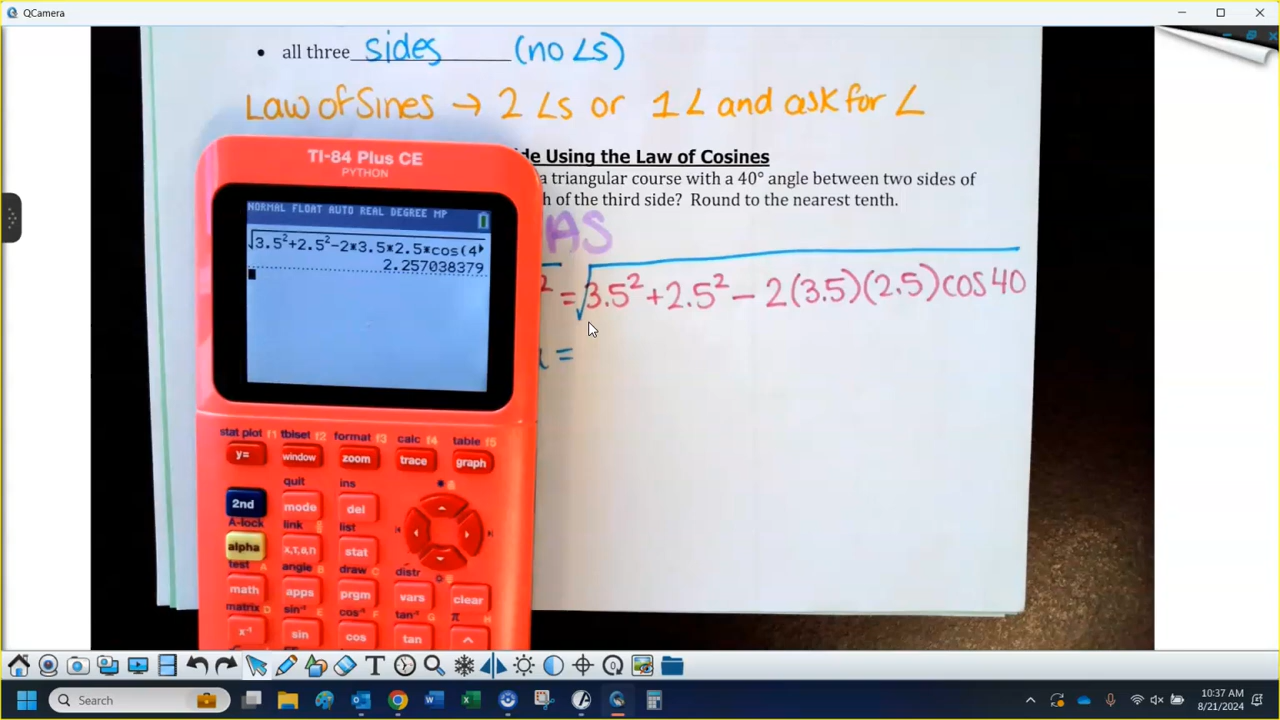 QCamera
• all three sides (no ∠s)
Law of Sines → 2 ∠s or 1 ∠ and ask for ∠
Using the Law of Cosines
a triangular course with a 40° angle between two sides of
of the third side? Round to the nearest tenth.
AS
² = √3.5² + 2.5² − 2(3.5)(2.5)cos40
=
TI-84 Plus CE
PYTHON
NORMAL FLOAT AUTO REAL DEGREE MP
√3.5²+2.5²-2*3.5*2.5*cos(4
2.257038379
stat plot f1 tblset f2 format f3 calc f4 table f5
y= window zoom trace graph
quit ins
2nd mode del
A-lock link list
alpha X,T,θ,n stat
test A angle B draw C distr
math apps prgm vars clear
matrix D sin⁻¹ E cos⁻¹ F tan⁻¹ G π H
x⁻¹ sin cos tan ^
T
Search
10:37 AM
8/21/2024